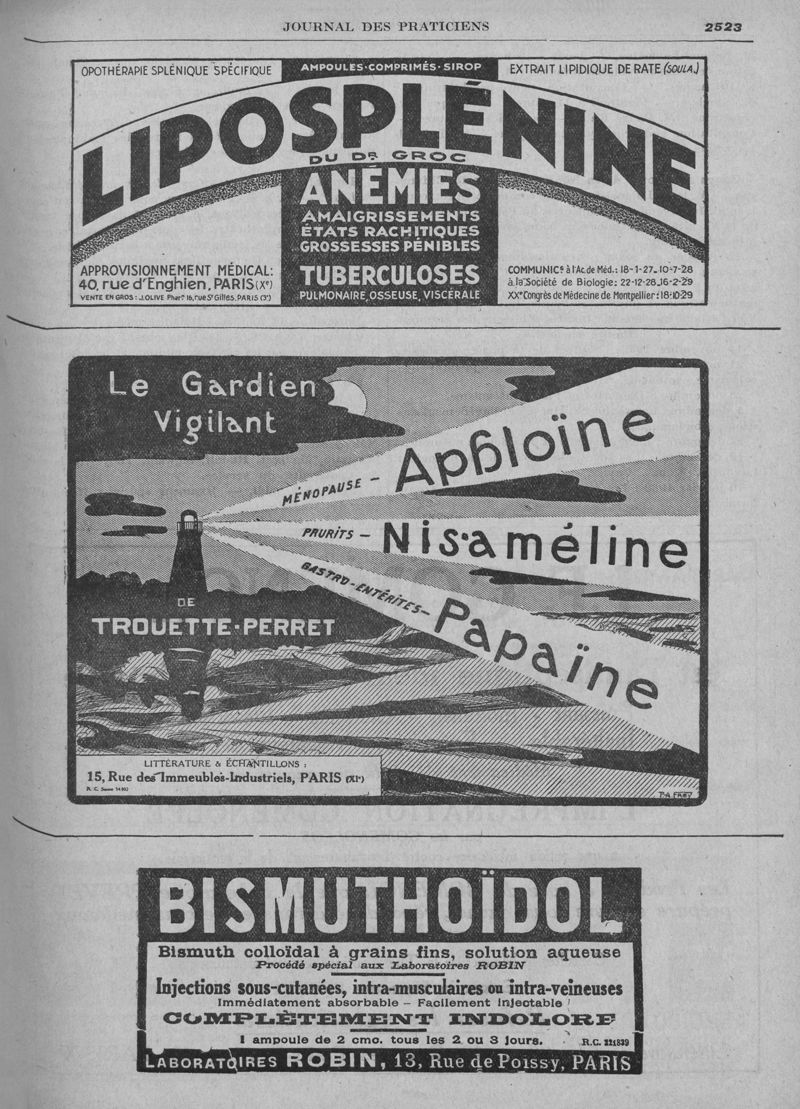 JOURNAL DES PRATICIENS 2523
OPOTHÉRAPIE SPLÉNIQUE SPÉCIFIQUE
AMPOULES·COMPRIMÉS·SIROP
EXTRAIT LIPIDIQUE DE RATE (SOULA.)
LIPOSPLÉNINE
DU DR GROC
ANÉMIES
AMAIGRISSEMENTS
ÉTATS RACHITIQUES
GROSSESSES PÉNIBLES
TUBERCULOSES
PULMONAIRE, OSSEUSE, VISCÉRALE
APPROVISIONNEMENT MÉDICAL:
40, rue d'Enghien, PARIS (Xe)
VENTE EN GROS: J. OLIVE Phar. 16, rue St Gilles, PARIS (3e)
COMMUNIC.s à l'Ac. de Méd.: 18-1-27_10-7-28
à la Société de Biologie: 22-12-28_16-2-29
XXe Congrès de Médecine de Montpellier: 18-10-29
Le Gardien
Vigilant
MÉNOPAUSE – Aphloïne
PRURITS – Nisaméline
GASTRO-ENTÉRITES – Papaïne
DE
TROUETTE-PERRET
LITTÉRATURE & ÉCHANTILLONS:
15, Rue des Immeubles-Industriels, PARIS (XIe)
P.A. FREY
BISMUTHOÏDOL
Bismuth colloïdal à grains fins, solution aqueuse
Procédé spécial aux Laboratoires ROBIN
Injections sous-cutanées, intra-musculaires ou intra-veineuses
Immédiatement absorbable – Facilement injectable
COMPLÈTEMENT INDOLORE
1 ampoule de 2 cmc. tous les 2 ou 3 jours.
R.C. 221839
LABORATOIRES ROBIN, 13, Rue de Poissy, PARIS